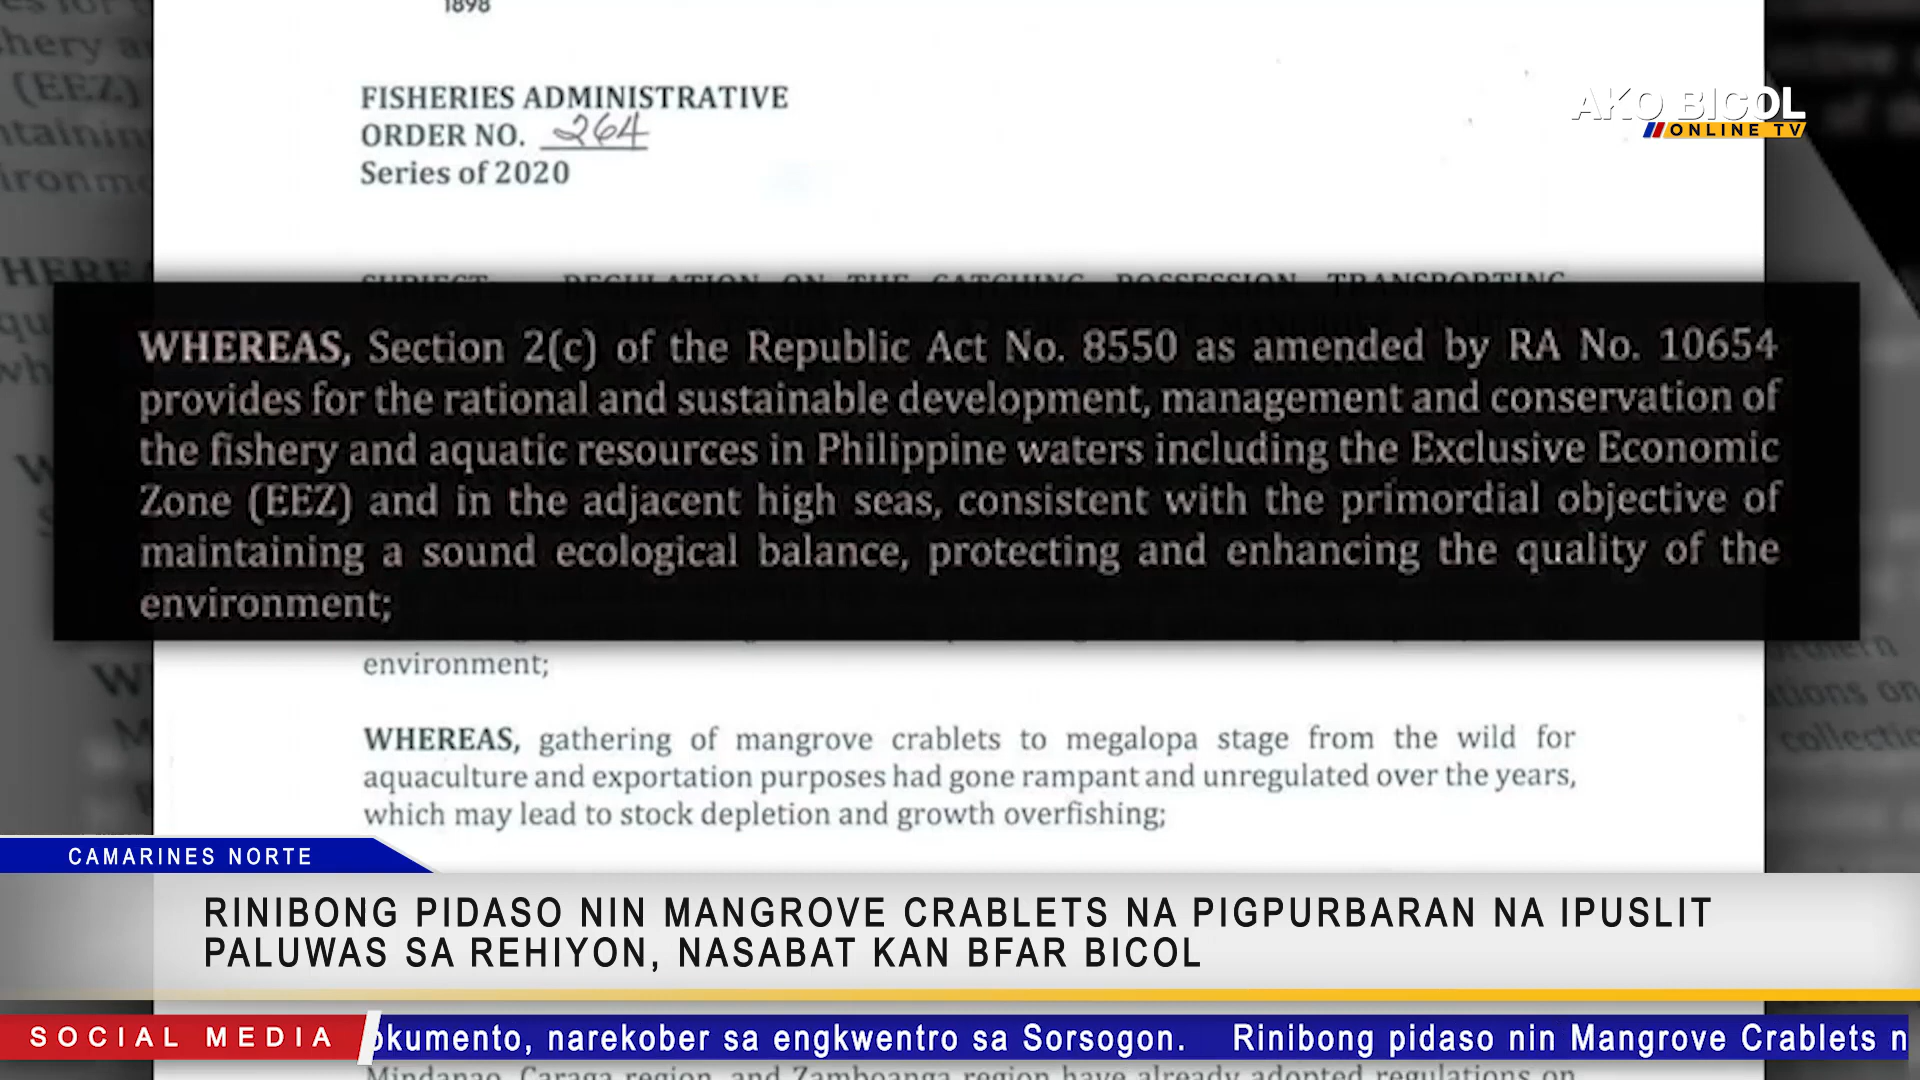 1898
FISHERIES ADMINISTRATIVE
ORDER NO. 264
Series of 2020
AKO BICOL
ONLINE TV
SUBJECT: REGULATION ON THE CATCHING, POSSESSION, TRANSPORTING,
WHEREAS, Section 2(c) of the Republic Act No. 8550 as amended by RA No. 10654
provides for the rational and sustainable development, management and conservation of
the fishery and aquatic resources in Philippine waters including the Exclusive Economic
Zone (EEZ) and in the adjacent high seas, consistent with the primordial objective of
maintaining a sound ecological balance, protecting and enhancing the quality of the
environment;
environment;
WHEREAS, gathering of mangrove crablets to megalopa stage from the wild for
aquaculture and exportation purposes had gone rampant and unregulated over the years,
which may lead to stock depletion and growth overfishing;
CAMARINES NORTE
RINIBONG PIDASO NIN MANGROVE CRABLETS NA PIGPURBARAN NA IPUSLIT
PALUWAS SA REHIYON, NASABAT KAN BFAR BICOL
SOCIAL MEDIA
okumento, narekober sa engkwentro sa Sorsogon. Rinibong pidaso nin Mangrove Crablets n
Mindanao, Caraga region, and Zamboanga region have already adopted regulations on